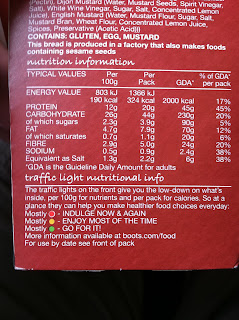 (Pectin), Dijon Mustard (Water, Mustard Seeds, Spirit Vinegar,
Salt), White Wine Vinegar, Sugar, Salt, Concentrated Lemon
Juice), English Mustard (Water, Mustard Flour, Sugar, Salt,
Mustard Bran, Wheat Flour, Concentrated Lemon Juice,
Spices, Preservative (Acetic Acid)))
CONTAINS: GLUTEN, EGG, MUSTARD
This bread is produced in a factory that also makes foods
containing sesame seeds
nutrition information
TYPICAL VALUES Per 100g Per Pack GDA* % of GDA* per pack
ENERGY VALUE 803 kJ 1366 kJ
190 kcal 324 kcal 2000 kcal 17%
PROTEIN 12g 20g 45g 45%
CARBOHYDRATE 26g 44g 230g 20%
of which sugars 2.3g 3.9g 90g 5%
FAT 4.7g 7.9g 70g 12%
of which saturates 0.7g 1.1g 20g 6%
FIBRE 2.9g 5.0g 24g 20%
SODIUM 0.5g 0.9g 2.4g 38%
Equivalent as Salt 1.3g 2.2g 6g 38%
*GDA is the Guideline Daily Amount for adults
traffic light nutritional info
The traffic lights on the front give you the low-down on what's
inside, per 100g for nutrients and per pack for calories. So at a
glance they can help you make healthier food choices everyday:
Mostly - INDULGE NOW & AGAIN
Mostly - ENJOY MOST OF THE TIME
Mostly - GO FOR IT!
More information available at boots.com/food
For use by date see front of pack